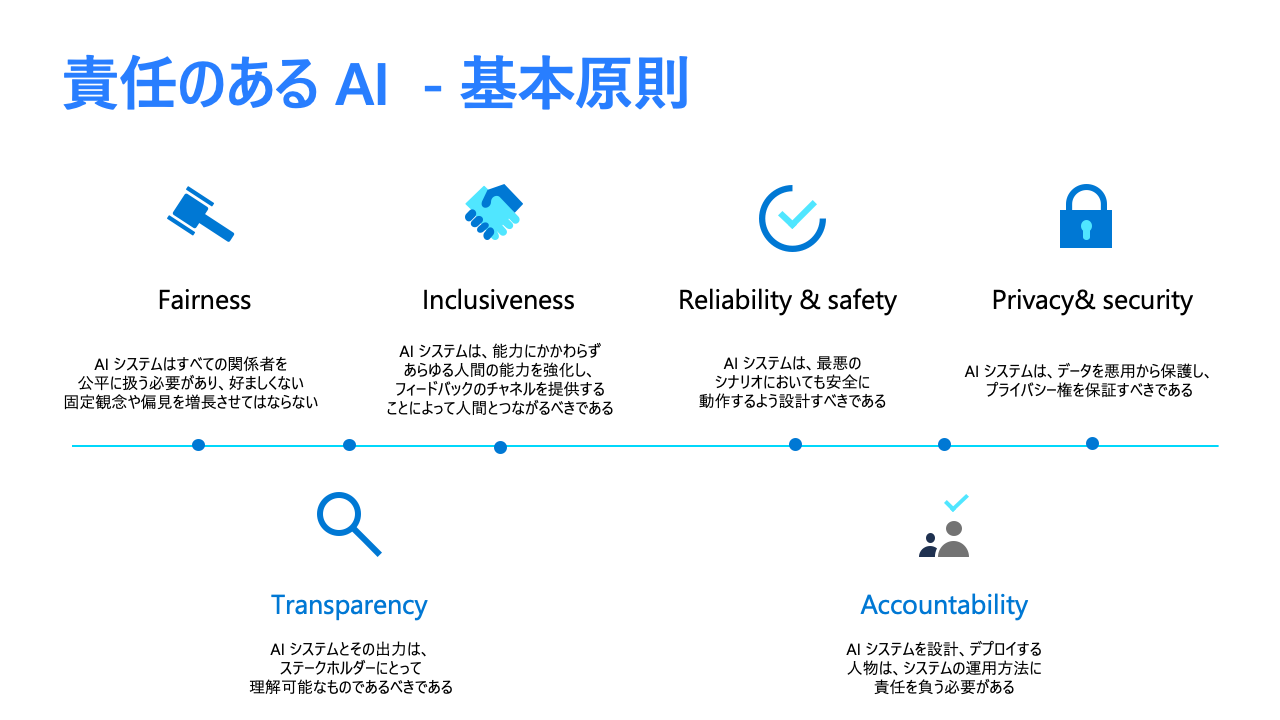 責任のある AI - 基本原則
Fairness
AI システムはすべての関係者を
公平に扱う必要があり、好ましくない
固定観念や偏見を増長させてはならない
Inclusiveness
AI システムは、能力にかかわらず
あらゆる人間の能力を強化し、
フィードバックのチャネルを提供する
ことによって人間とつながるべきである
Reliability & safety
AI システムは、最悪の
シナリオにおいても安全に
動作するよう設計すべきである
Privacy& security
AI システムは、データを悪用から保護し、
プライバシー権を保証すべきである
Transparency
AI システムとその出力は、
ステークホルダーにとって
理解可能なものであるべきである
Accountability
AI システムを設計、デプロイする
人物は、システムの運用方法に
責任を負う必要がある